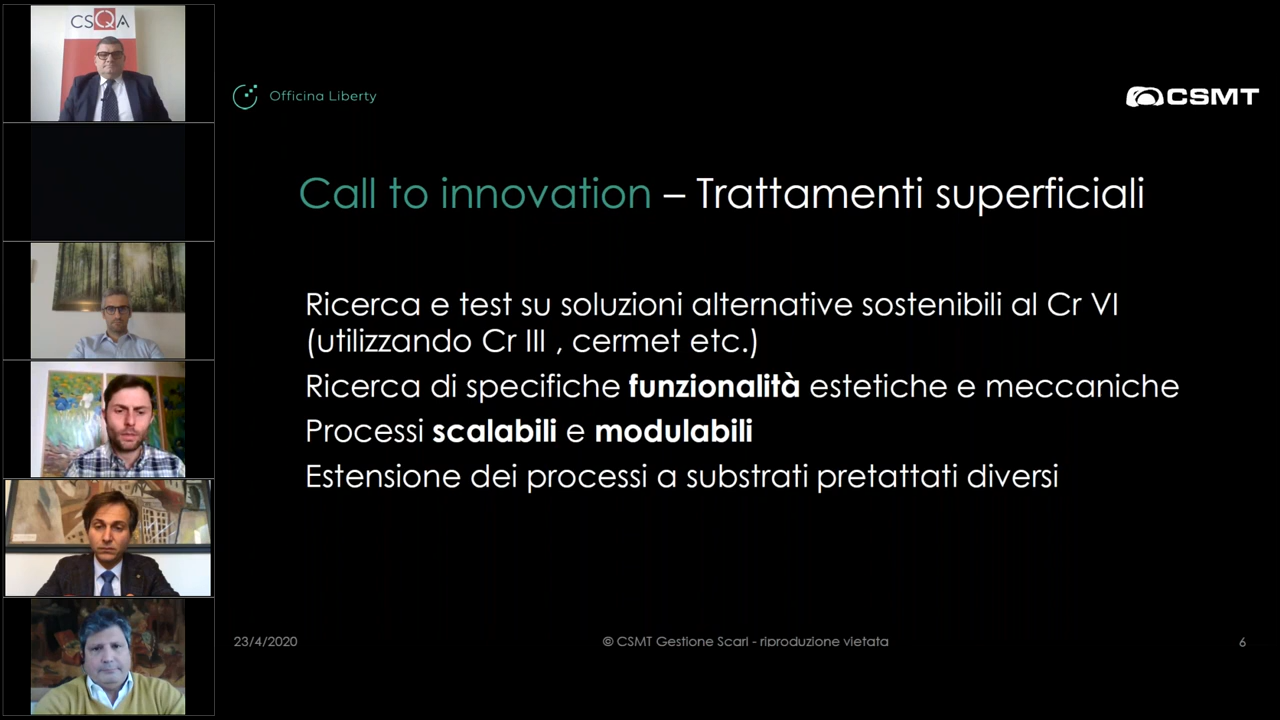 CSQA
Officina Liberty
CSMT
Call to innovation – Trattamenti superficiali
Ricerca e test su soluzioni alternative sostenibili al Cr VI
(utilizzando Cr III , cermet etc.)
Ricerca di specifiche funzionalità estetiche e meccaniche
Processi scalabili e modulabili
Estensione dei processi a substrati pretattati diversi
23/4/2020
© CSMT Gestione Scarl - riproduzione vietata
6